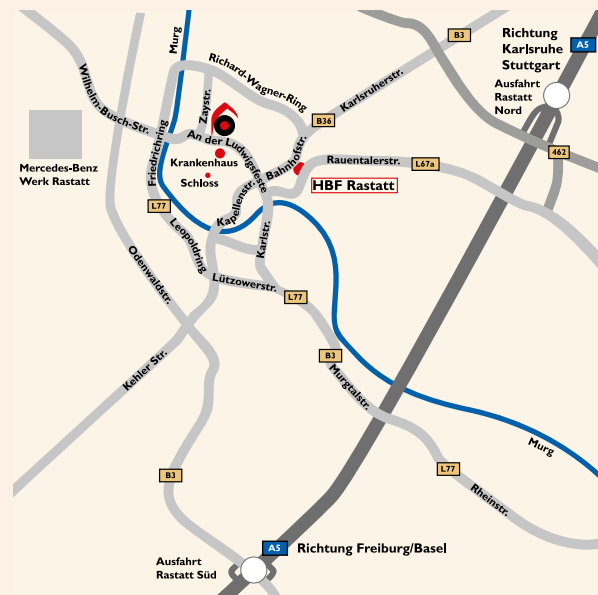 Murg
B3
Richtung
Karlsruhe
Stuttgart
A5
Ausfahrt
Rastatt
Nord
Wilhelm-Busch-Str.
Richard-Wagner-Ring
Karlsruherstr.
Zaystr.
B36
Mercedes-Benz
Werk Rastatt
Friedrichring
An der Ludwigsfeste
Krankenhaus
Schloss
Bahnhofstr.
Rauentalerstr.
L67a
462
HBF Rastatt
L77
Kapellenstr.
Leopoldring
Karlstr.
Odenwaldstr.
Lützowerstr.
L77
B3
Kehler Str.
Murgtalstr.
Murg
B3
L77
Rheinstr.
A5
Richtung Freiburg/Basel
Ausfahrt
Rastatt Süd